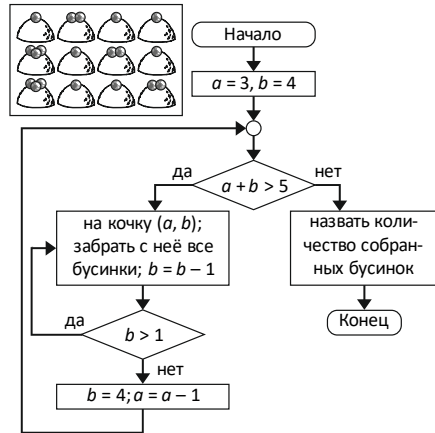 Начало
a = 3, b = 4
a + b > 5
да
нет
на кочку (a, b);
забрать с неё все
бусинки; b = b – 1
назвать коли-
чество собран-
ных бусинок
да
b > 1
Конец
нет
b = 4; a = a – 1